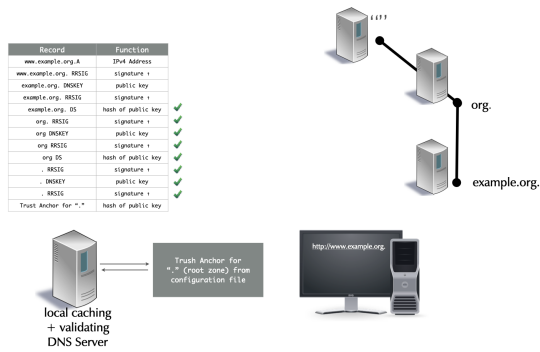 Record Function
www.example.org.A IPv4 Address
www.example.org. RRSIG signature +
example.org. DNSKEY public key
example.org. RRSIG signature +
example.org. DS hash of public key
org. RRSIG signature +
org DNSKEY public key
org RRSIG signature +
org DS hash of public key
. RRSIG signature +
. DNSKEY public key
. RRSIG signature +
Trust Anchor for "." hash of public key
“.”
org.
example.org.
local caching
+ validating
DNS Server
Trush Anchor for
"." (root zone) from
configuration file
http://www.example.org.